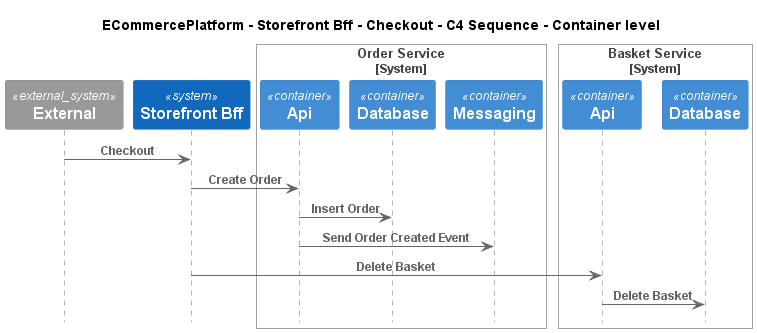 ECommercePlatform - Storefront Bff - Checkout - C4 Sequence - Container level
Order Service
[System]
Basket Service
[System]
«external_system»
External
«system»
Storefront Bff
«container»
Api
«container»
Database
«container»
Messaging
«container»
Api
«container»
Database
Checkout
Create Order
Insert Order
Send Order Created Event
Delete Basket
Delete Basket